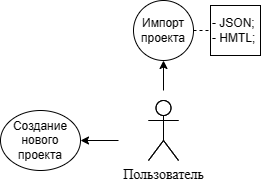 Импорт
проекта
- JSON;
- HMTL;
Создание
нового
проекта
Пользователь